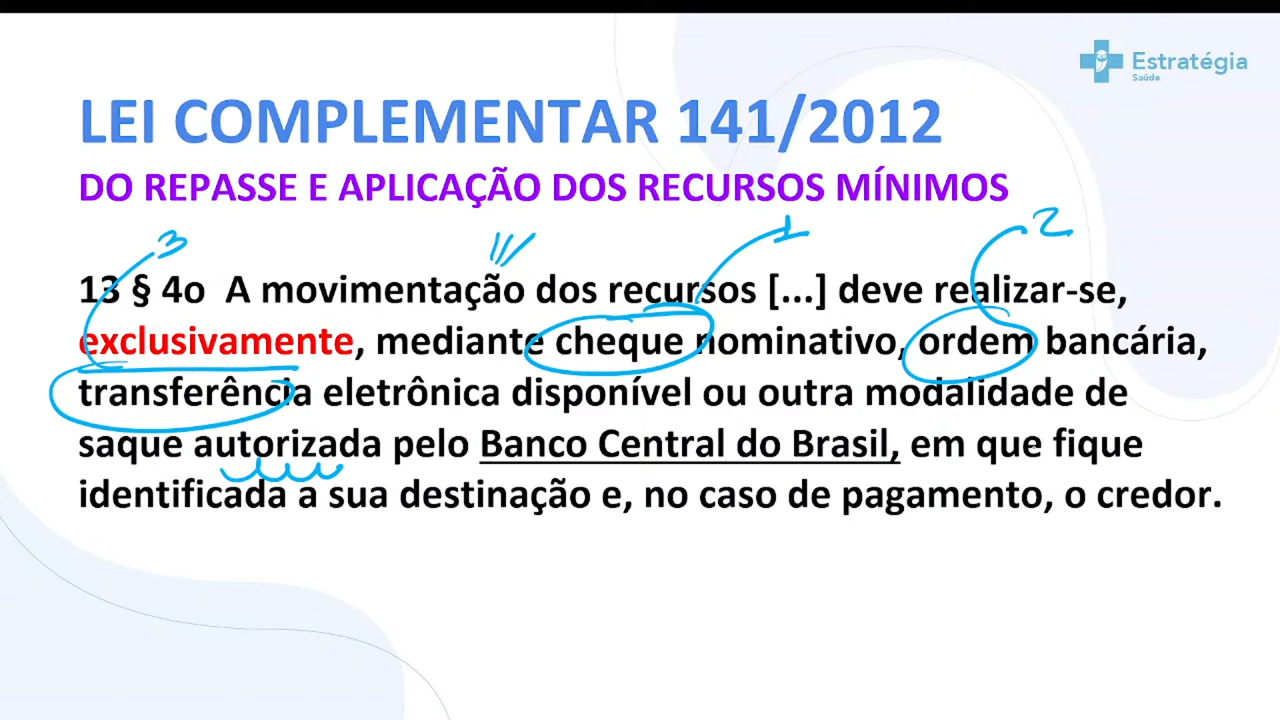 Estratégia
Saúde
LEI COMPLEMENTAR 141/2012
DO REPASSE E APLICAÇÃO DOS RECURSOS MÍNIMOS
3
1
2
13 § 4o A movimentação dos recursos [...] deve realizar-se,
exclusivamente, mediante cheque nominativo, ordem bancária,
transferência eletrônica disponível ou outra modalidade de
saque autorizada pelo Banco Central do Brasil, em que fique
identificada a sua destinação e, no caso de pagamento, o credor.